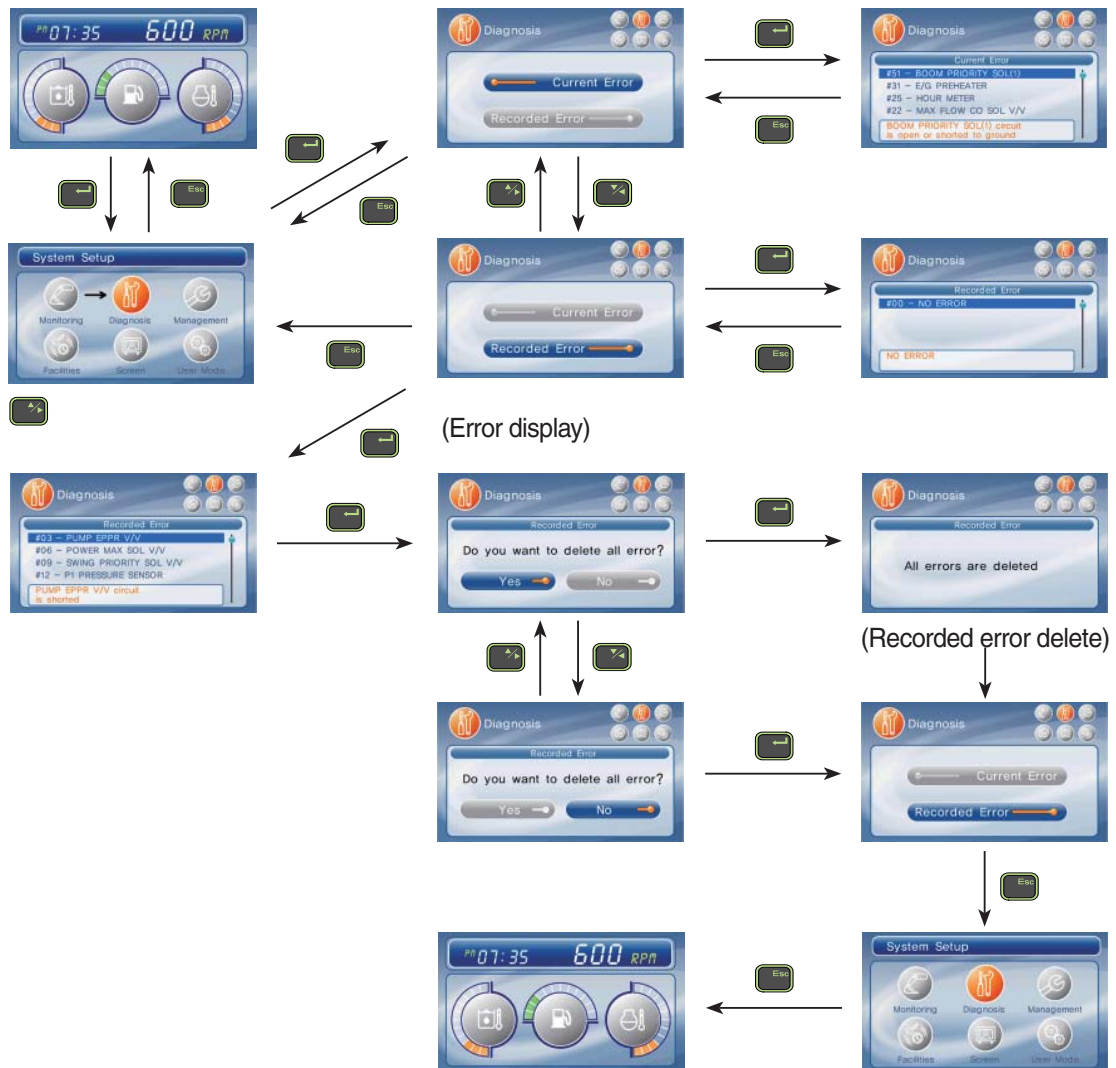 PM 07:35 600 RPM
Diagnosis
Current Error
Recorded Error
Diagnosis
Current Error
#51 – BOOM PRIORITY SOL(1)
#31 – E/G PREHEATER
#25 – HOUR METER
#22 – MAX FLOW CO SOL V/V
BOOM PRIORITY SOL(1) circuit
is open or shorted to ground
Esc
Esc
Esc
System Setup
Monitoring Diagnosis Management
Facilities Screen User Mode
Diagnosis
Current Error
Recorded Error
Diagnosis
Recorded Error
#00 – NO ERROR
NO ERROR
Esc
Esc
(Error display)
Diagnosis
Recorded Error
#03 – PUMP EPPR V/V
#06 – POWER MAX SOL V/V
#09 – SWING PRIORITY SOL V/V
#12 – P1 PRESSURE SENSOR
PUMP EPPR V/V circuit
is shorted
Diagnosis
Recorded Error
Do you want to delete all error?
Yes No
Diagnosis
Recorded Error
All errors are deleted
(Recorded error delete)
Diagnosis
Recorded Error
Do you want to delete all error?
Yes No
Diagnosis
Current Error
Recorded Error
Esc
PM 07:35 600 RPM
Esc
System Setup
Monitoring Diagnosis Management
Facilities Screen User Mode